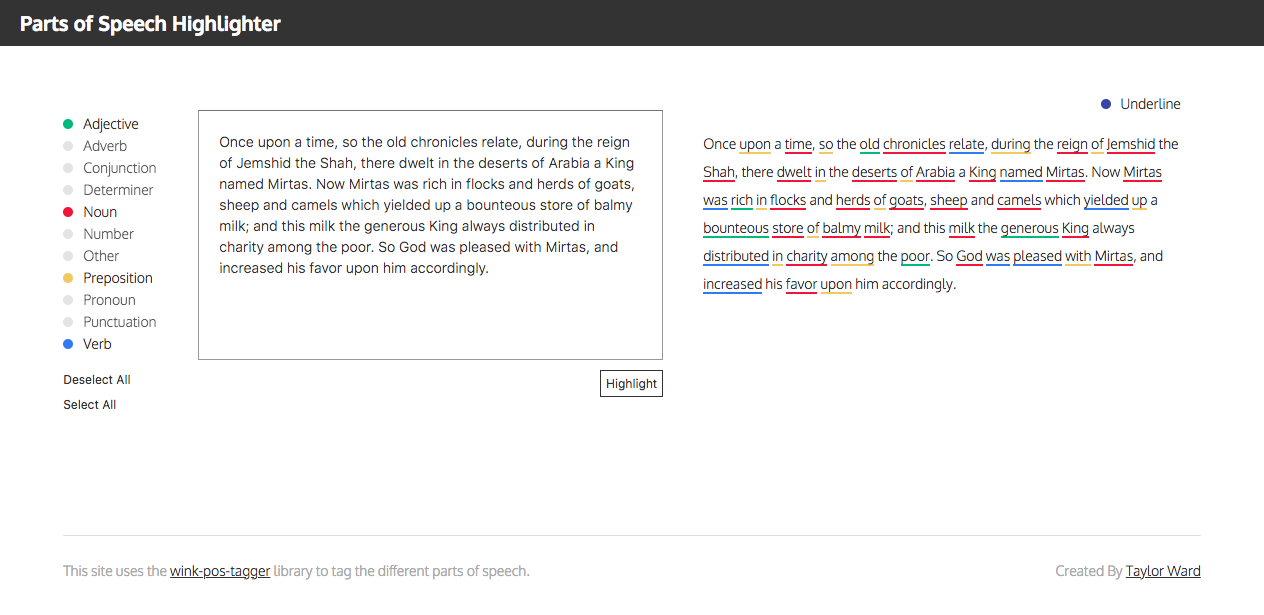 Parts of Speech Highlighter
Adjective
Adverb
Conjunction
Determiner
Noun
Number
Other
Preposition
Pronoun
Punctuation
Verb
Deselect All
Select All
Once upon a time, so the old chronicles relate, during the reign
of Jemshid the Shah, there dwelt in the deserts of Arabia a King
named Mirtas. Now Mirtas was rich in flocks and herds of goats,
sheep and camels which yielded up a bounteous store of balmy
milk; and this milk the generous King always distributed in
charity among the poor. So God was pleased with Mirtas, and
increased his favor upon him accordingly.
Highlight
Underline
Once upon a time, so the old chronicles relate, during the reign of Jemshid the
Shah, there dwelt in the deserts of Arabia a King named Mirtas. Now Mirtas
was rich in flocks and herds of goats, sheep and camels which yielded up a
bounteous store of balmy milk; and this milk the generous King always
distributed in charity among the poor. So God was pleased with Mirtas, and
increased his favor upon him accordingly.
This site uses the wink-pos-tagger library to tag the different parts of speech.
Created By Taylor Ward